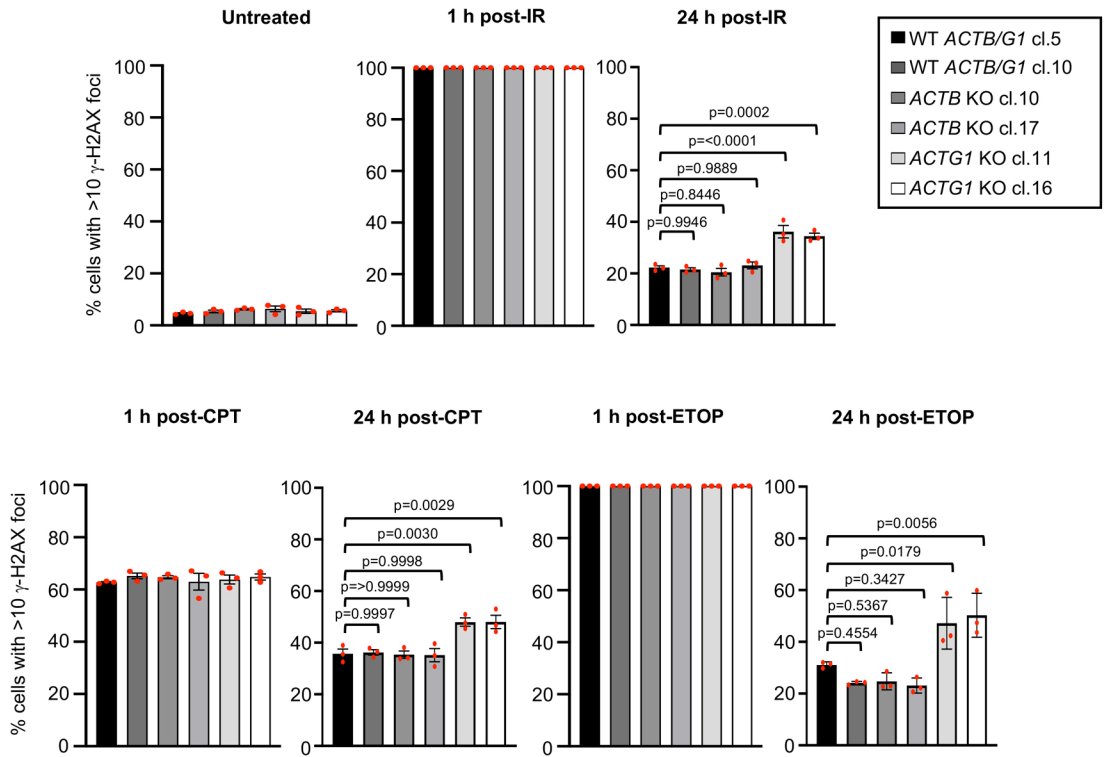 Untreated
1 h post-IR
24 h post-IR
WT ACTB/G1 cl.5
WT ACTB/G1 cl.10
ACTB KO cl.10
ACTB KO cl.17
ACTG1 KO cl.11
ACTG1 KO cl.16
% cells with >10 γ-H2AX foci
100
80
60
40
20
0
100
80
60
40
20
0
100
80
60
40
20
0
p=0.0002
p=<0.0001
p=0.9889
p=0.8446
p=0.9946
1 h post-CPT
24 h post-CPT
1 h post-ETOP
24 h post-ETOP
% cells with >10 γ-H2AX foci
100
80
60
40
20
0
100
80
60
40
20
0
p=0.0029
p=0.0030
p=0.9998
p=>0.9999
p=0.9997
100
80
60
40
20
0
100
80
60
40
20
0
p=0.0056
p=0.0179
p=0.3427
p=0.5367
p=0.4554